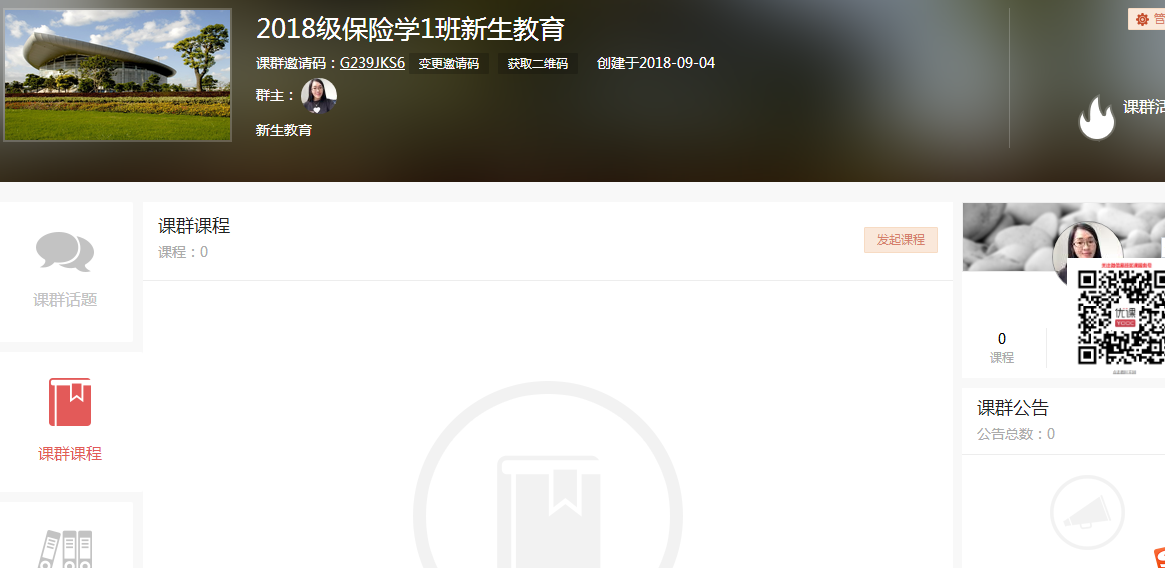 2018级保险学1班新生教育
管
课群邀请码：G239JKS6 变更邀请码 获取二维码 创建于2018-09-04
群主：
课群活
新生教育
课群话题
课群课程
课群课程
课程：0
发起课程
优课
YOOC
0
课程
课群公告
公告总数：0